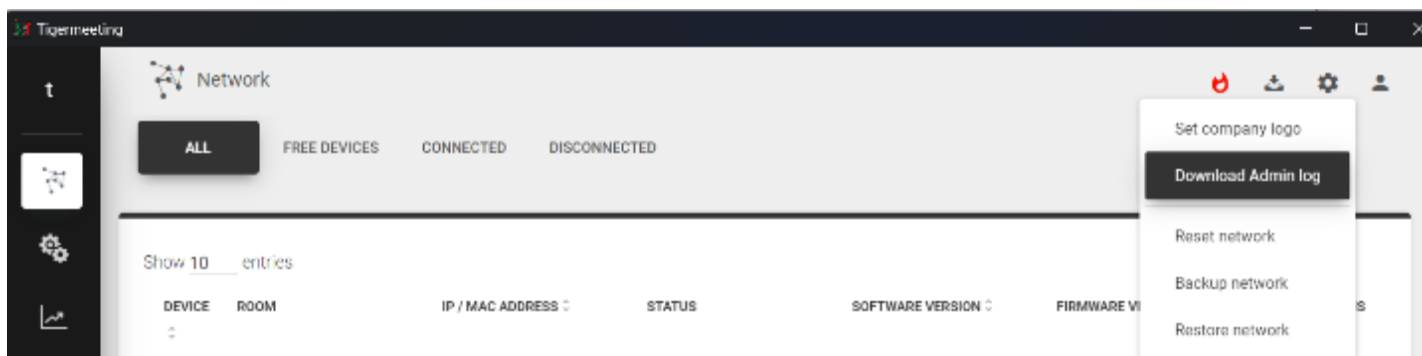 Tigermeeting
t
Network
ALL FREE DEVICES CONNECTED DISCONNECTED
Set company logo
Download Admin log
Reset network
Backup network
Restore network
Show 10 entries
DEVICE ROOM IP / MAC ADDRESS STATUS SOFTWARE VERSION FIRMWARE